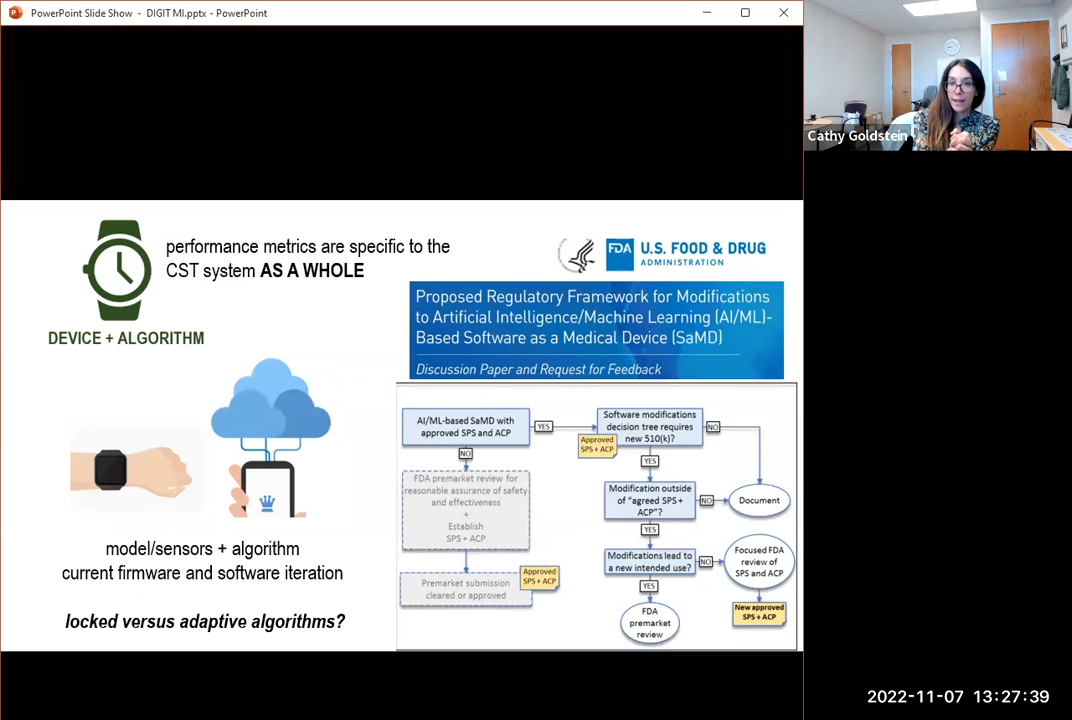 PowerPoint Slide Show - DIGIT MI.pptx - PowerPoint
Cathy Goldstein
performance metrics are specific to the
CST system AS A WHOLE
DEVICE + ALGORITHM
model/sensors + algorithm
current firmware and software iteration
locked versus adaptive algorithms?
FDA
U.S. FOOD & DRUG
ADMINISTRATION
Proposed Regulatory Framework for Modifications
to Artificial Intelligence/Machine Learning (AI/ML)-
Based Software as a Medical Device (SaMD)
Discussion Paper and Request for Feedback
AI/ML-based SaMD with
approved SPS and ACP
YES
Software modifications
decision tree requires
new 510(k)?
NO
Approved
SPS + ACP
NO
YES
FDA premarket review for
reasonable assurance of safety
and effectiveness
+
Establish
SPS + ACP
Modification outside
of "agreed SPS +
ACP"?
NO
Document
YES
Premarket submission
cleared or approved
Approved
SPS + ACP
Modifications lead to
a new intended use?
NO
Focused FDA
review of
SPS and ACP
YES
New approved
SPS + ACP
FDA
premarket
review
2022-11-07 13:27:39